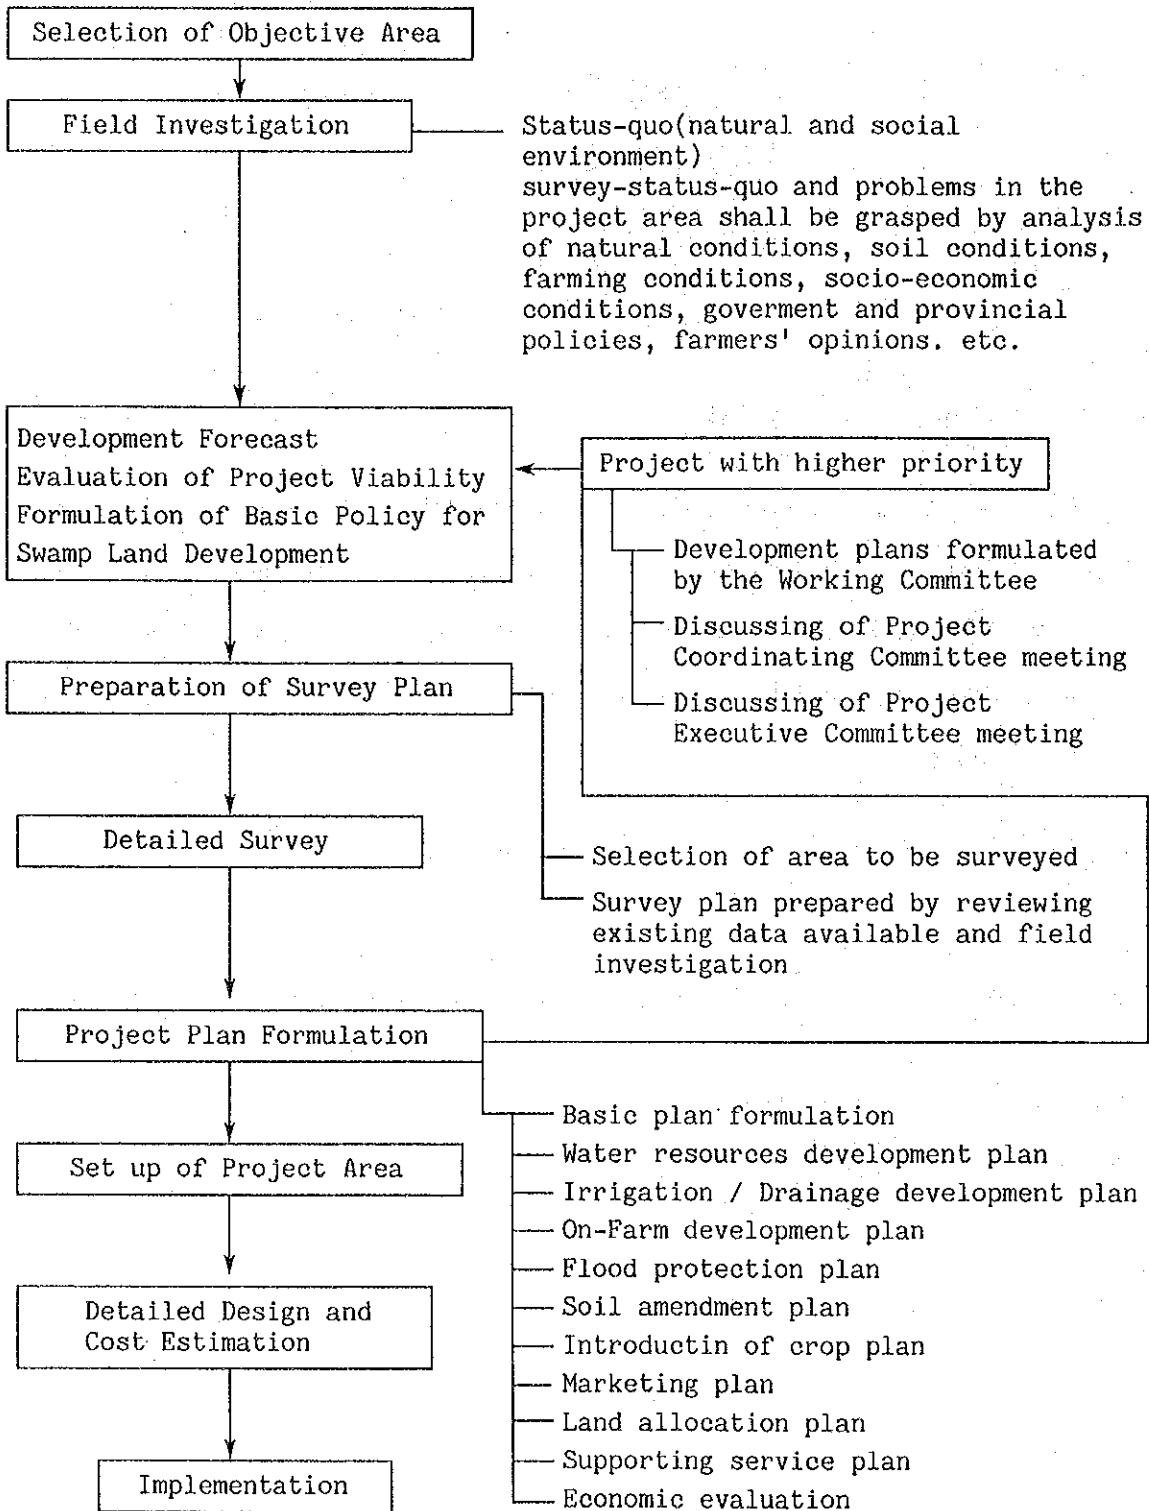 Selection of Objective Area
Field Investigation
Status-quo(natural and social
environment)
survey-status-quo and problems in the
project area shall be grasped by analysis
of natural conditions, soil conditions,
farming conditions, socio-economic
conditions, goverment and provincial
policies, farmers' opinions. etc.
Development Forecast
Evaluation of Project Viability
Formulation of Basic Policy for
Swamp Land Development
Project with higher priority
Development plans formulated
by the Working Committee
Discussing of Project
Coordinating Committee meeting
Discussing of Project
Executive Committee meeting
Preparation of Survey Plan
Selection of area to be surveyed
Survey plan prepared by reviewing
existing data available and field
investigation
Detailed Survey
Project Plan Formulation
Basic plan formulation
Water resources development plan
Irrigation / Drainage development plan
On-Farm development plan
Flood protection plan
Soil amendment plan
Introductin of crop plan
Marketing plan
Land allocation plan
Supporting service plan
Economic evaluation
Set up of Project Area
Detailed Design and
Cost Estimation
Implementation